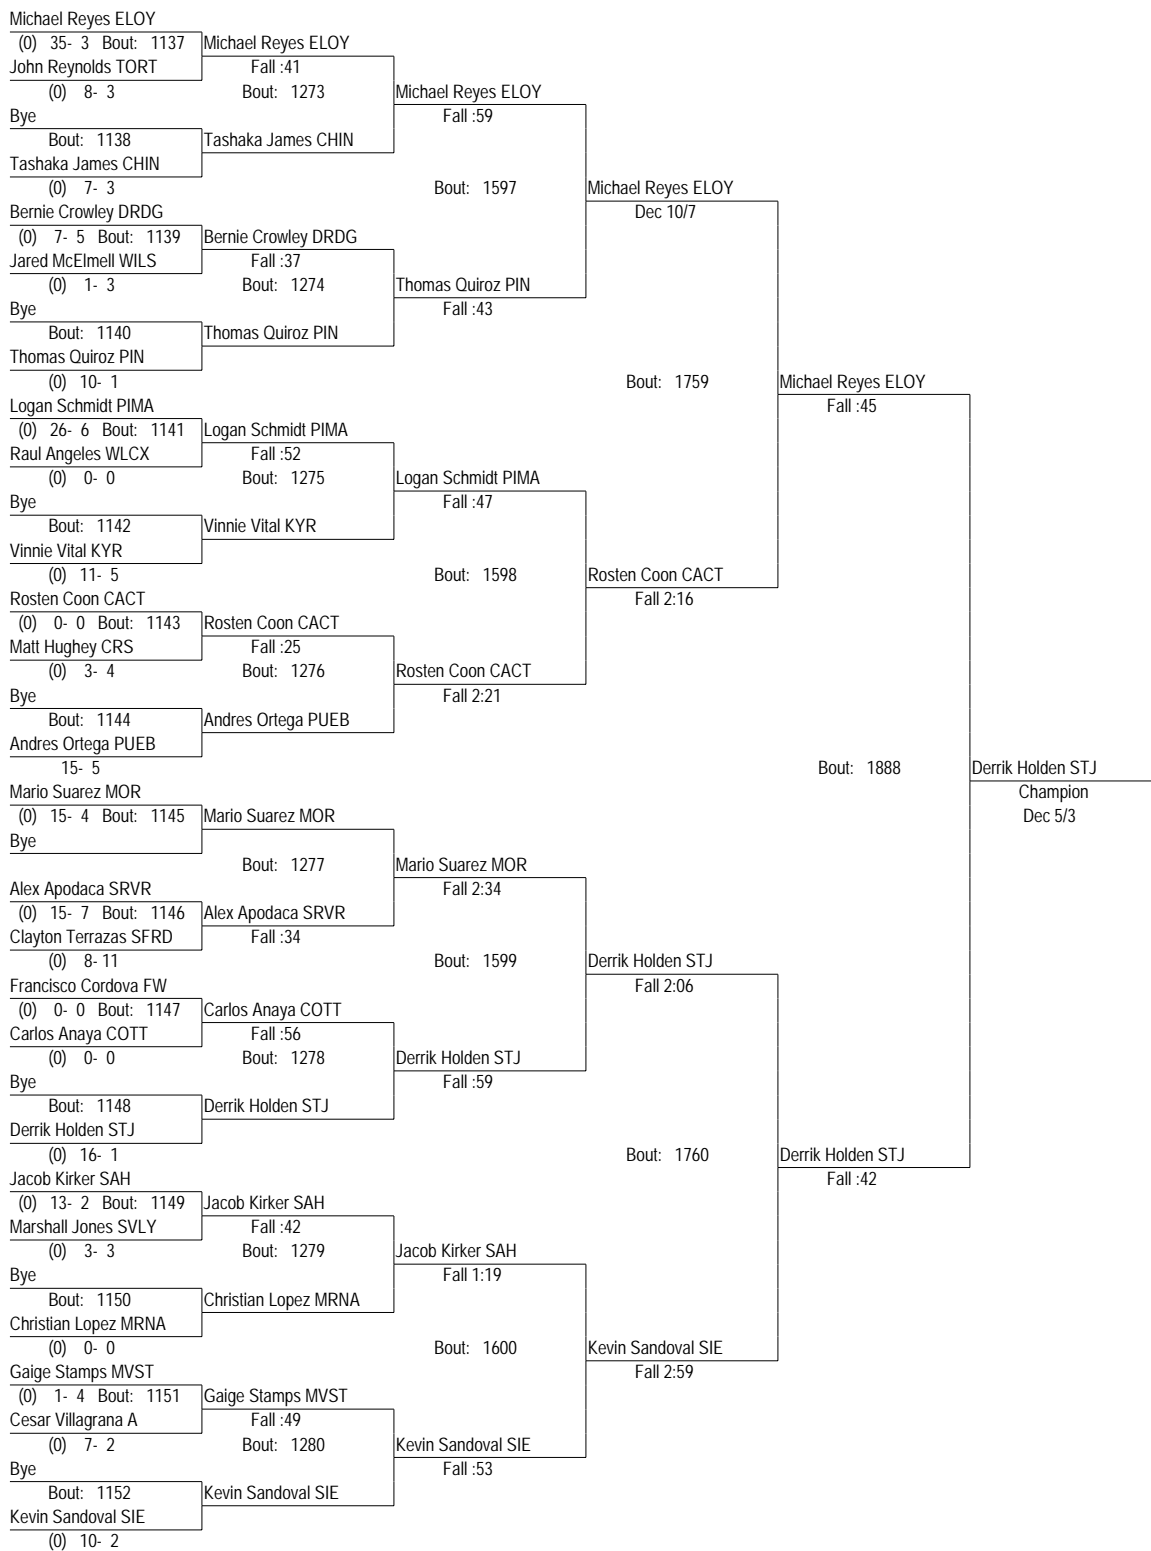 Michael Reyes ELOY
(0) 35- 3 Bout: 1137 Michael Reyes ELOY
John Reynolds TORT Fall :41
(0) 8- 3 Bout: 1273 Michael Reyes ELOY
Bye Fall :59
Bout: 1138 Tashaka James CHIN
Tashaka James CHIN
(0) 7- 3 Bout: 1597 Michael Reyes ELOY
Bernie Crowley DRDG Dec 10/7
(0) 7- 5 Bout: 1139 Bernie Crowley DRDG
Jared McElmell WILS Fall :37
(0) 1- 3 Bout: 1274 Thomas Quiroz PIN
Bye Fall :43
Bout: 1140 Thomas Quiroz PIN
Thomas Quiroz PIN
(0) 10- 1 Bout: 1759 Michael Reyes ELOY
Logan Schmidt PIMA Fall :45
(0) 26- 6 Bout: 1141 Logan Schmidt PIMA
Raul Angeles WLCX Fall :52
(0) 0- 0 Bout: 1275 Logan Schmidt PIMA
Bye Fall :47
Bout: 1142 Vinnie Vital KYR
Vinnie Vital KYR
(0) 11- 5 Bout: 1598 Rosten Coon CACT
Rosten Coon CACT Fall 2:16
(0) 0- 0 Bout: 1143 Rosten Coon CACT
Matt Hughey CRS Fall :25
(0) 3- 4 Bout: 1276 Rosten Coon CACT
Bye Fall 2:21
Bout: 1144 Andres Ortega PUEB
Andres Ortega PUEB
15- 5 Bout: 1888 Derrik Holden STJ
Mario Suarez MOR Champion
(0) 15- 4 Bout: 1145 Mario Suarez MOR Dec 5/3
Bye
Bout: 1277 Mario Suarez MOR
Alex Apodaca SRVR Fall 2:34
(0) 15- 7 Bout: 1146 Alex Apodaca SRVR
Clayton Terrazas SFRD Fall :34
(0) 8- 11 Bout: 1599 Derrik Holden STJ
Francisco Cordova FW Fall 2:06
(0) 0- 0 Bout: 1147 Carlos Anaya COTT
Carlos Anaya COTT Fall :56
(0) 0- 0 Bout: 1278 Derrik Holden STJ
Bye Fall :59
Bout: 1148 Derrik Holden STJ
Derrik Holden STJ
(0) 16- 1 Bout: 1760 Derrik Holden STJ
Jacob Kirker SAH Fall :42
(0) 13- 2 Bout: 1149 Jacob Kirker SAH
Marshall Jones SVLY Fall :42
(0) 3- 3 Bout: 1279 Jacob Kirker SAH
Bye Fall 1:19
Bout: 1150 Christian Lopez MRNA
Christian Lopez MRNA
(0) 0- 0 Bout: 1600 Kevin Sandoval SIE
Gaige Stamps MVST Fall 2:59
(0) 1- 4 Bout: 1151 Gaige Stamps MVST
Cesar Villagrana A Fall :49
(0) 7- 2 Bout: 1280 Kevin Sandoval SIE
Bye Fall :53
Bout: 1152 Kevin Sandoval SIE
Kevin Sandoval SIE
(0) 10- 2